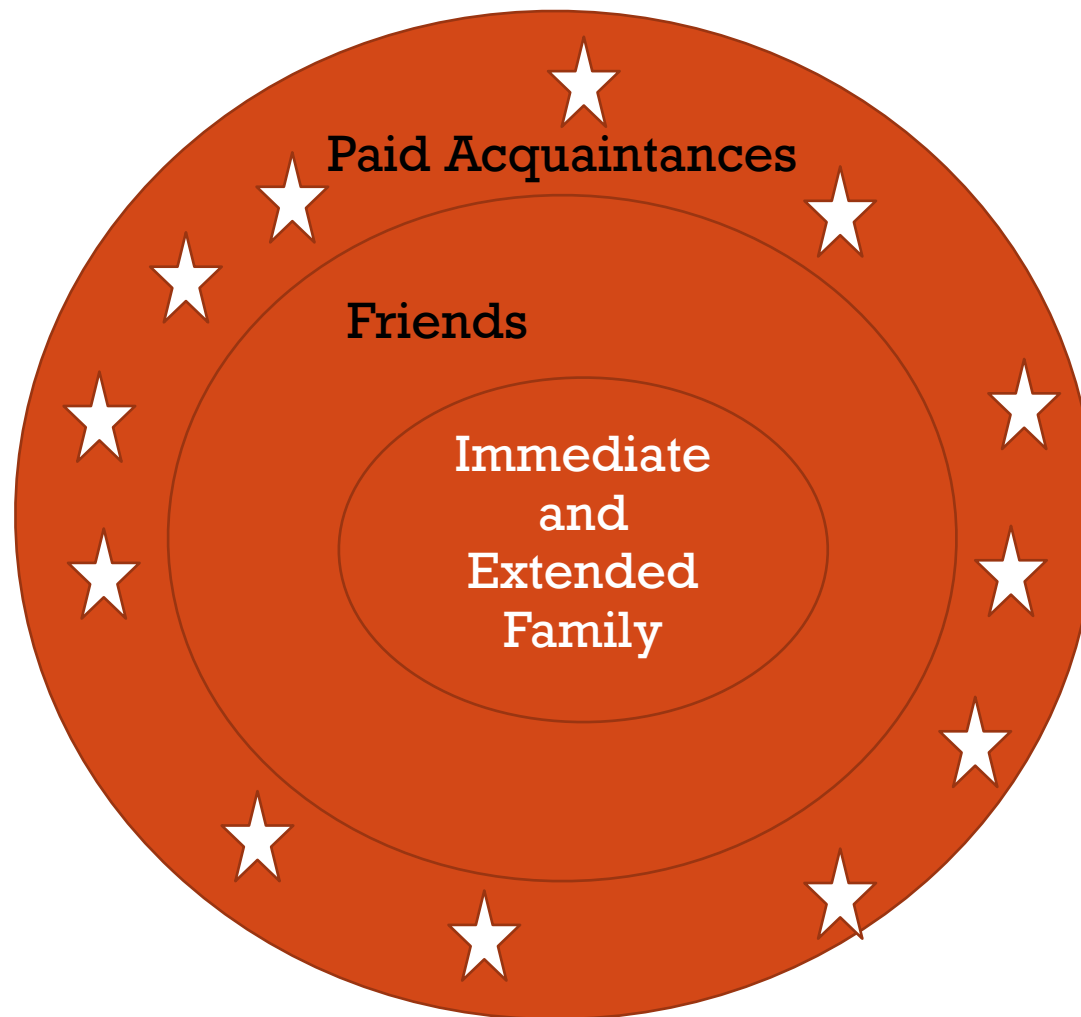 Paid Acquaintances
Friends
Immediate
and
Extended
Family